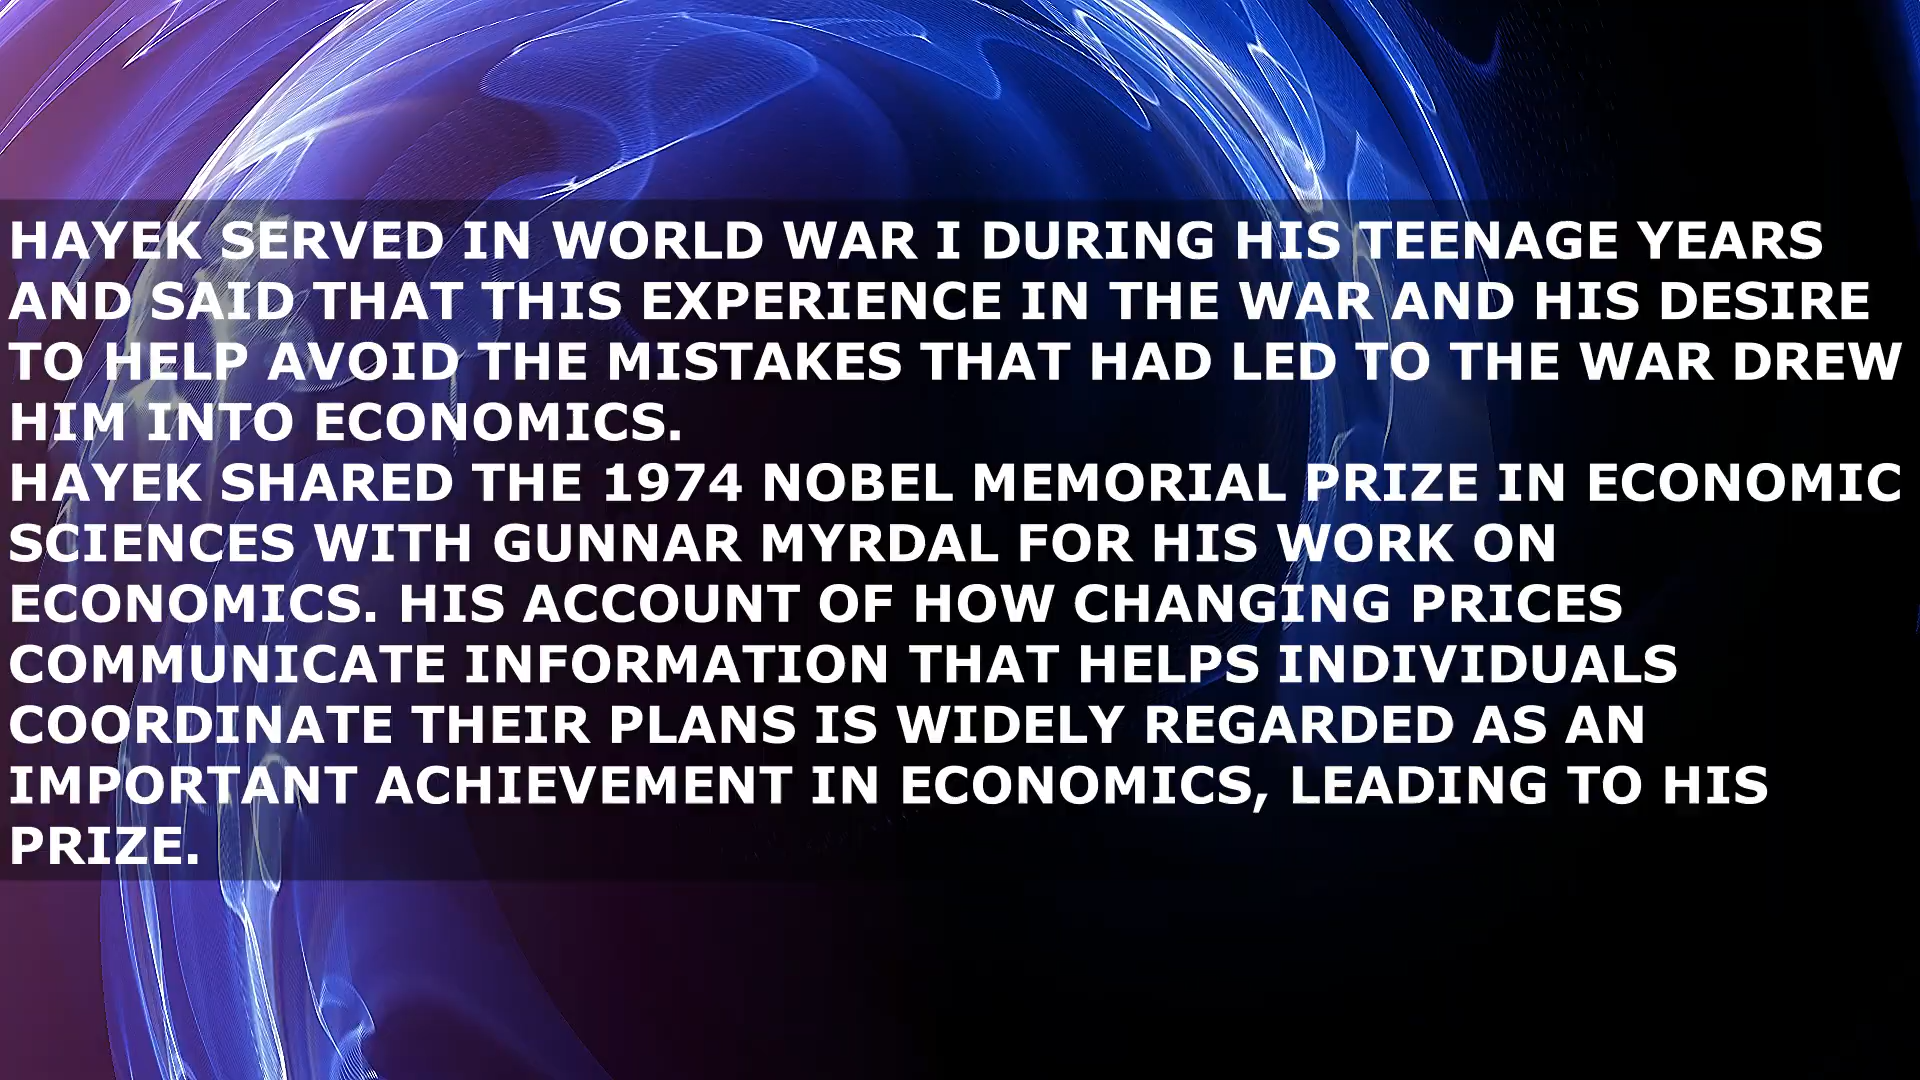 HAYEK SERVED IN WORLD WAR I DURING HIS TEENAGE YEARS
AND SAID THAT THIS EXPERIENCE IN THE WAR AND HIS DESIRE
TO HELP AVOID THE MISTAKES THAT HAD LED TO THE WAR DREW
HIM INTO ECONOMICS.
HAYEK SHARED THE 1974 NOBEL MEMORIAL PRIZE IN ECONOMIC
SCIENCES WITH GUNNAR MYRDAL FOR HIS WORK ON
ECONOMICS. HIS ACCOUNT OF HOW CHANGING PRICES
COMMUNICATE INFORMATION THAT HELPS INDIVIDUALS
COORDINATE THEIR PLANS IS WIDELY REGARDED AS AN
IMPORTANT ACHIEVEMENT IN ECONOMICS, LEADING TO HIS
PRIZE.